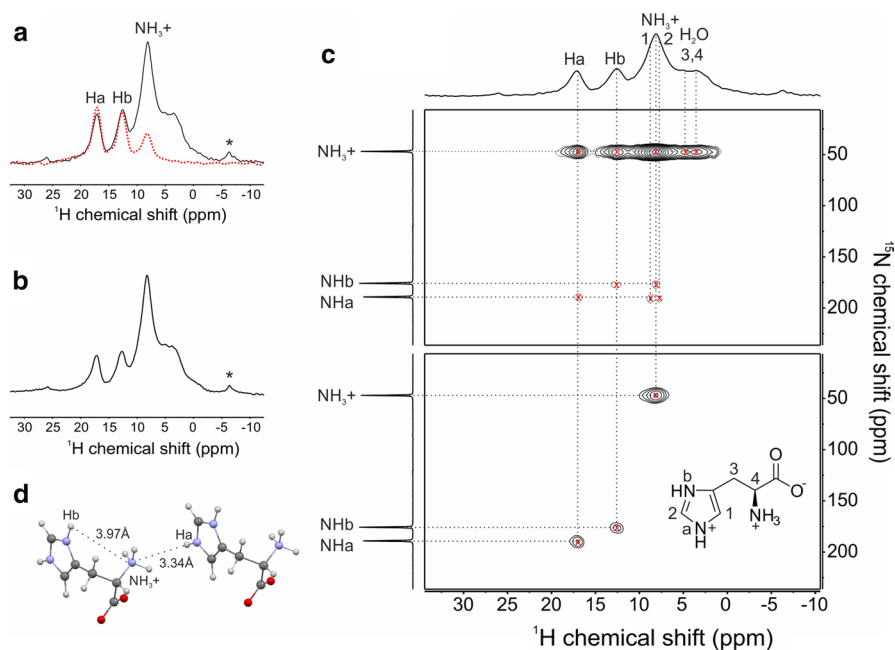 a
NH₃+
Ha
Hb
*
30 25 20 15 10 5 0 -5 -10
¹H chemical shift (ppm)
b
*
30 25 20 15 10 5 0 -5 -10
¹H chemical shift (ppm)
d
Hb
3.97Å
Ha
3.34Å
NH₃+
c
NH₃+
Ha
Hb
1 2
H₂O
3,4
NH₃+
NHb
NHa
50
100
150
200
¹⁵N chemical shift (ppm)
NH₃+
NHb
NHa
50
100
150
200
b
NH
2
N
a
+
H
1
3
4
O
O⁻
NH3
+
30 25 20 15 10 5 0 -5 -10
¹H chemical shift (ppm)